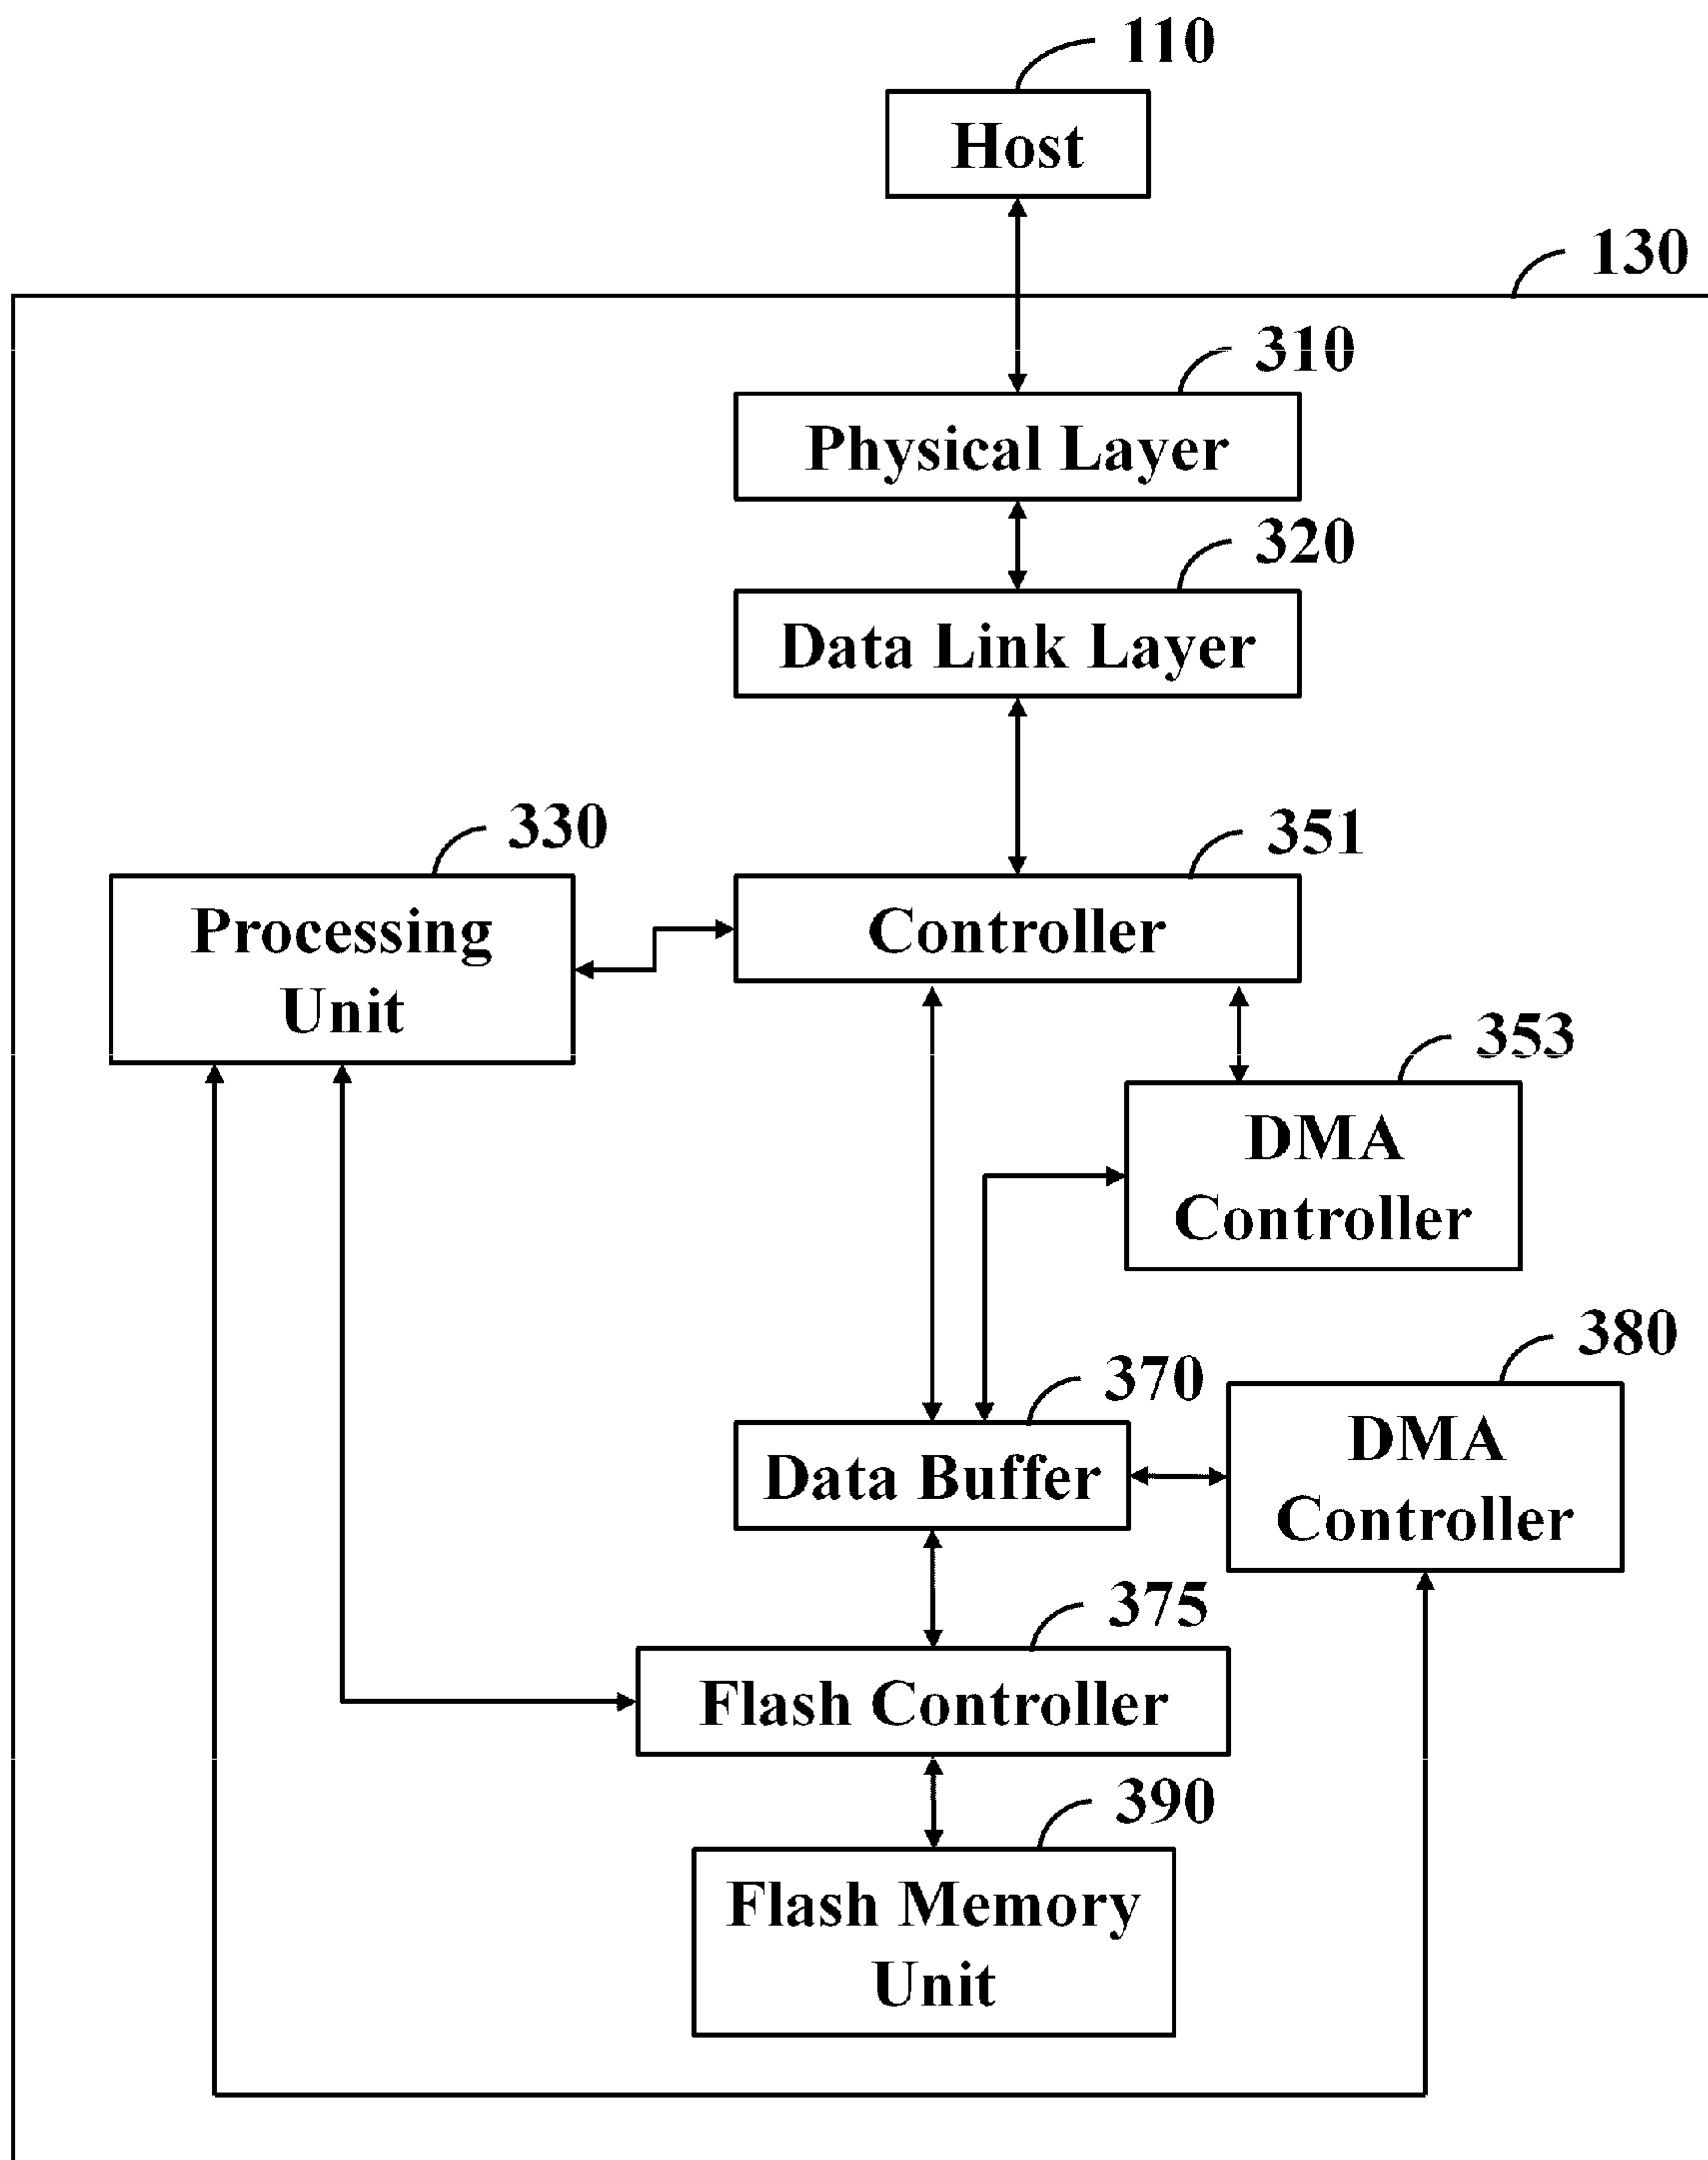 110
Host
130
310
Physical Layer
320
Data Link Layer
330
351
Processing
Unit
Controller
353
DMA
Controller
380
370
DMA
Controller
Data Buffer
375
Flash Controller
390
Flash Memory
Unit